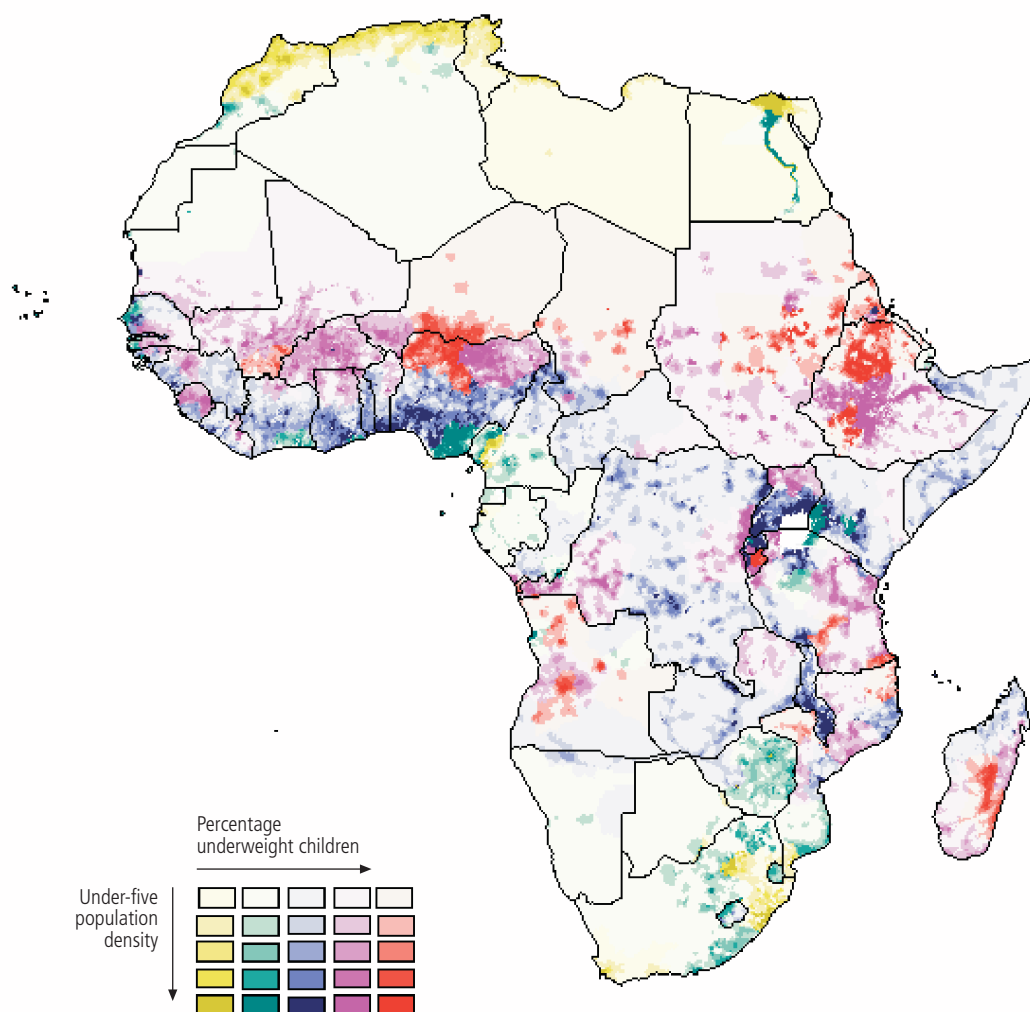 Percentage
underweight children
Under-five
population
density